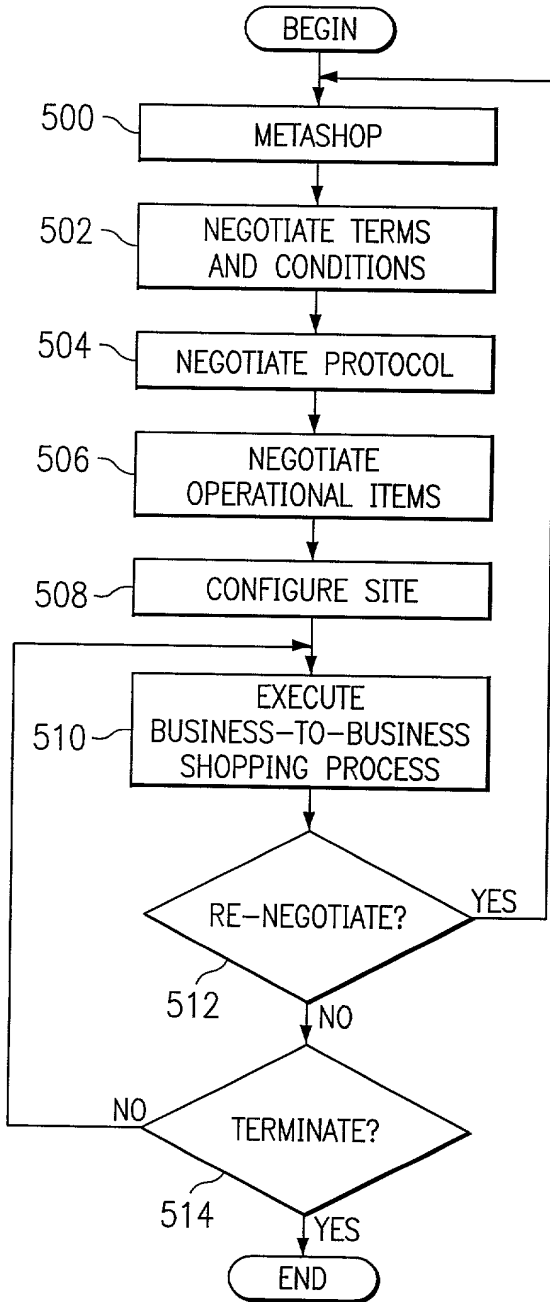 BEGIN
500
METASHOP
502
NEGOTIATE TERMS
AND CONDITIONS
504
NEGOTIATE PROTOCOL
506
NEGOTIATE
OPERATIONAL ITEMS
508
CONFIGURE SITE
510
EXECUTE
BUSINESS-TO-BUSINESS
SHOPPING PROCESS
RE-NEGOTIATE?
YES
512
NO
NO
TERMINATE?
514
YES
END